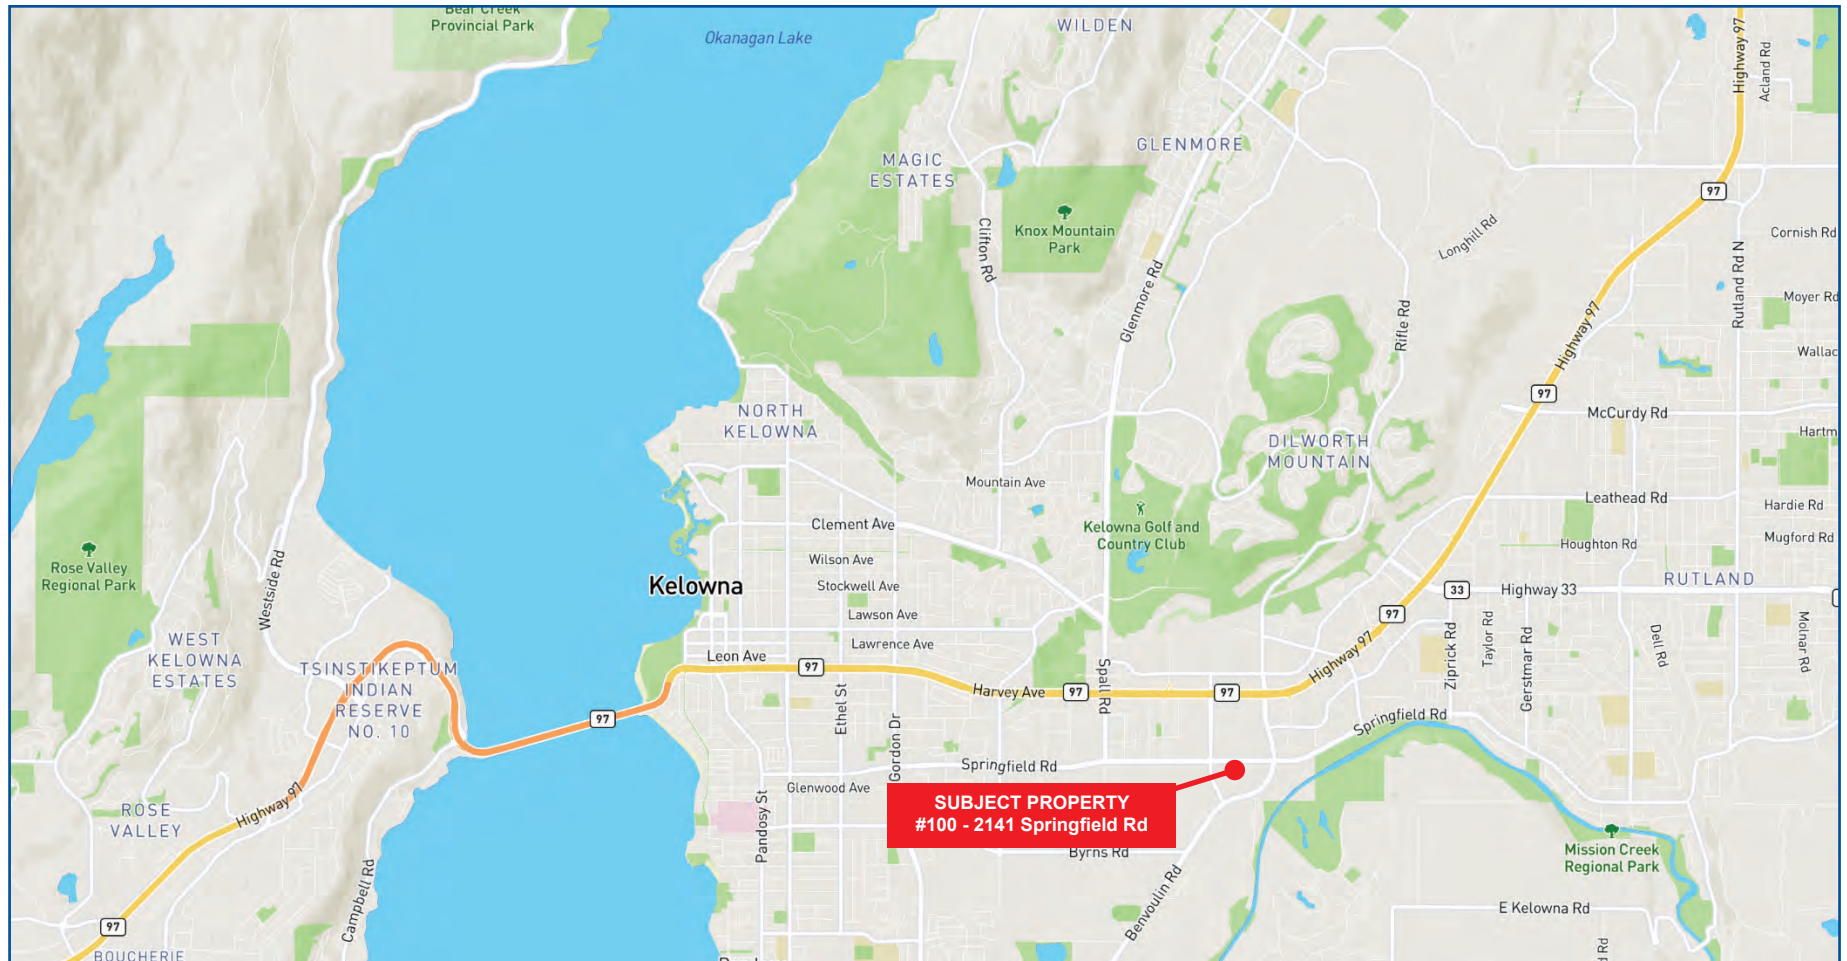 Bear Creek
Provincial Park
Okanagan Lake
WILDEN
Highway 97
Acland Rd
GLENMORE
MAGIC
ESTATES
97
Knox Mountain
Park
Clifton Rd
Longhill Rd
Cornish Rd
Rutland Rd N
Glenmore Rd
Moyer Rd
Rifle Rd
Highway 97
Wallac
97
NORTH
KELOWNA
McCurdy Rd
Hartm
DILWORTH
MOUNTAIN
Mountain Ave
Leathead Rd
Hardie Rd
Clement Ave
Kelowna Golf and
Country Club
Mugford Rd
Houghton Rd
Wilson Ave
Rose Valley
Regional Park
Westside Rd
Kelowna
Stockwell Ave
RUTLAND
33
Highway 33
Lawson Ave
97
WEST
KELOWNA
ESTATES
Lawrence Ave
Leon Ave
97
TSINSTIKEPTUM
INDIAN
RESERVE
NO. 10
Highway 97
Ziprick Rd
Taylor Rd
Gerstmar Rd
Dell Rd
Molnar Rd
Harvey Ave
97
97
Spall Rd
97
Ethel St
Gordon Dr
Springfield Rd
Springfield Rd
Glenwood Ave
SUBJECT PROPERTY
#100 - 2141 Springfield Rd
ROSE
VALLEY
Highway 97
Pandosy St
Byrns Rd
Mission Creek
Regional Park
Campbell Rd
Benvoulin Rd
E Kelowna Rd
97
BOUCHERIE
d Rd